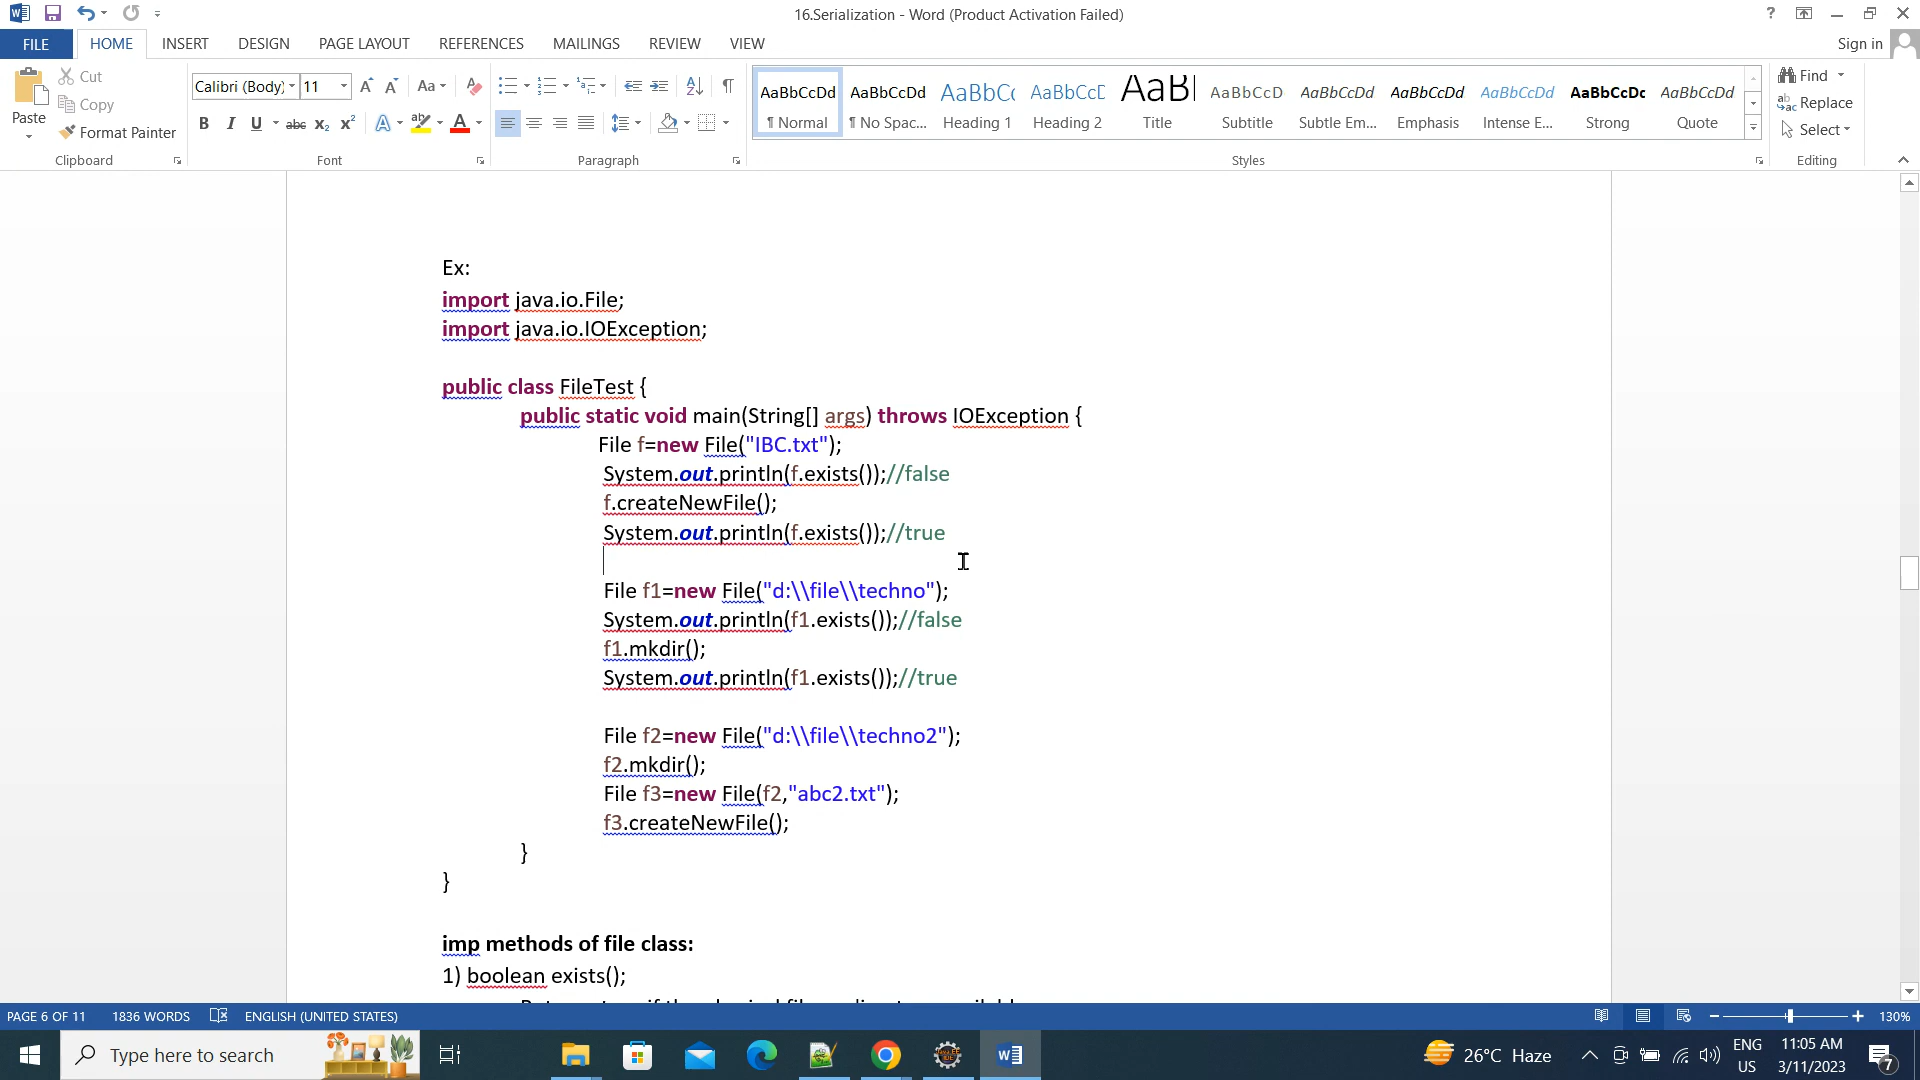 16.Serialization - Word (Product Activation Failed)
FILE HOME INSERT DESIGN PAGE LAYOUT REFERENCES MAILINGS REVIEW VIEW Sign in
Paste Cut Copy Format Painter
Calibri (Body) 11
AaBbCcDd AaBbCcDd AaBbCc AaBbCcD AaBl AaBbCcD AaBbCcDd AaBbCcDd AaBbCcDd AaBbCcDc AaBbCcDd
¶ Normal ¶ No Spac... Heading 1 Heading 2 Title Subtitle Subtle Em... Emphasis Intense E... Strong Quote
Find Replace Select
Clipboard Font Paragraph Styles Editing
Ex:
import java.io.File;
import java.io.IOException;
public class FileTest {
public static void main(String[] args) throws IOException {
File f=new File("IBC.txt");
System.out.println(f.exists());//false
f.createNewFile();
System.out.println(f.exists());//true
File f1=new File("d:\\file\\techno");
System.out.println(f1.exists());//false
f1.mkdir();
System.out.println(f1.exists());//true
File f2=new File("d:\\file\\techno2");
f2.mkdir();
File f3=new File(f2,"abc2.txt");
f3.createNewFile();
}
}
imp methods of file class:
1) boolean exists();
PAGE 6 OF 11 1836 WORDS ENGLISH (UNITED STATES) 130%
Type here to search 26°C Haze ENG US 11:05 AM 3/11/2023 7